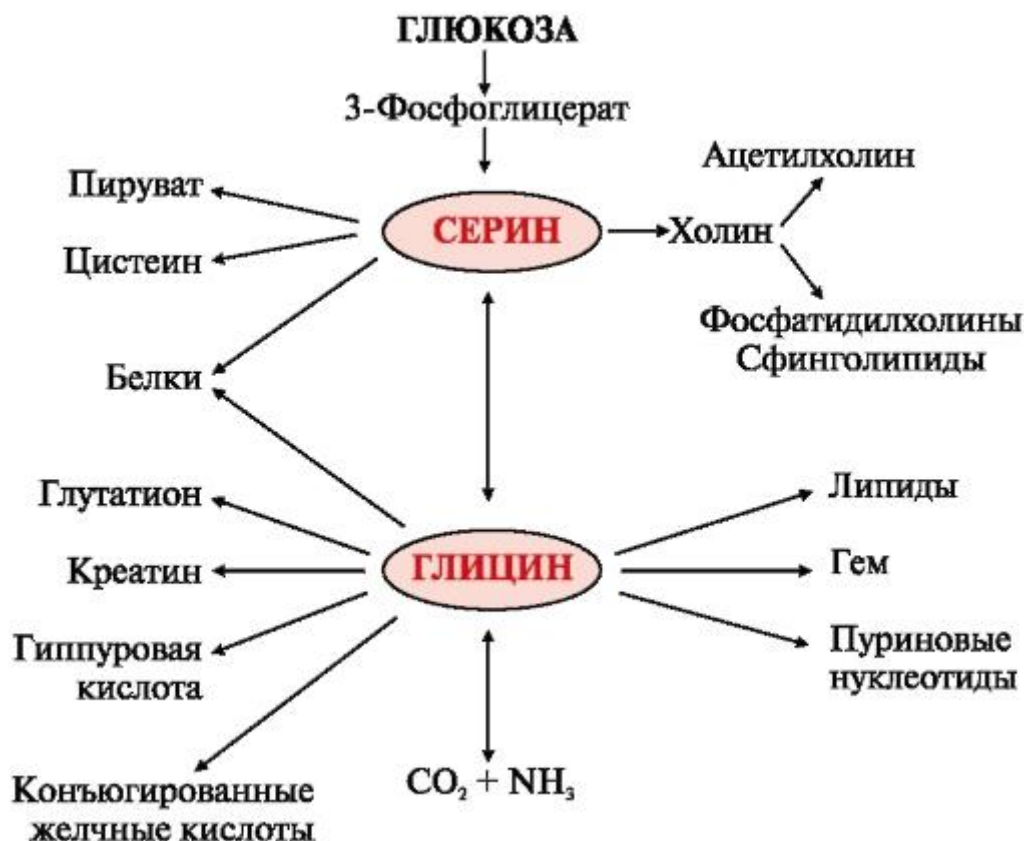 ГЛЮКОЗА
3-Фосфоглицерат
Ацетилхолин
Пируват
СЕРИН
Холин
Цистеин
Фосфатидилхолины
Сфинголипиды
Белки
Глутатион
Липиды
Креатин
ГЛИЦИН
Гем
Гиппуровая
кислота
Пуриновые
нуклеотиды
CO₂ + NH₃
Конъюгированные
желчные кислоты